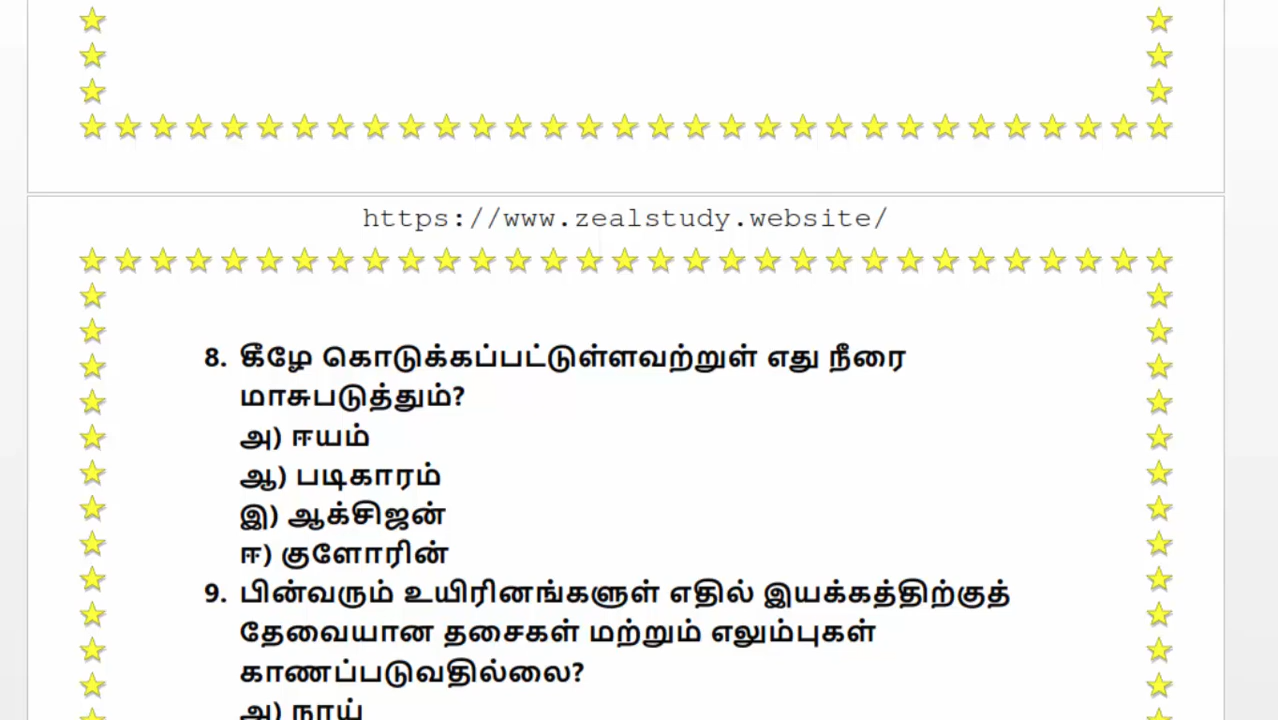 https://www.zealstudy.website/
8. கீழே கொடுக்கப்பட்டுள்ளவற்றுள் எது நீரை
மாசுபடுத்தும்?
அ) ஈயம்
ஆ) படிகாரம்
இ) ஆக்சிஜன்
ஈ) குளோரின்
9. பின்வரும் உயிரினங்களுள் எதில் இயக்கத்திற்குத்
தேவையான தசைகள் மற்றும் எலும்புகள்
காணப்படுவதில்லை?
அ) நாய்